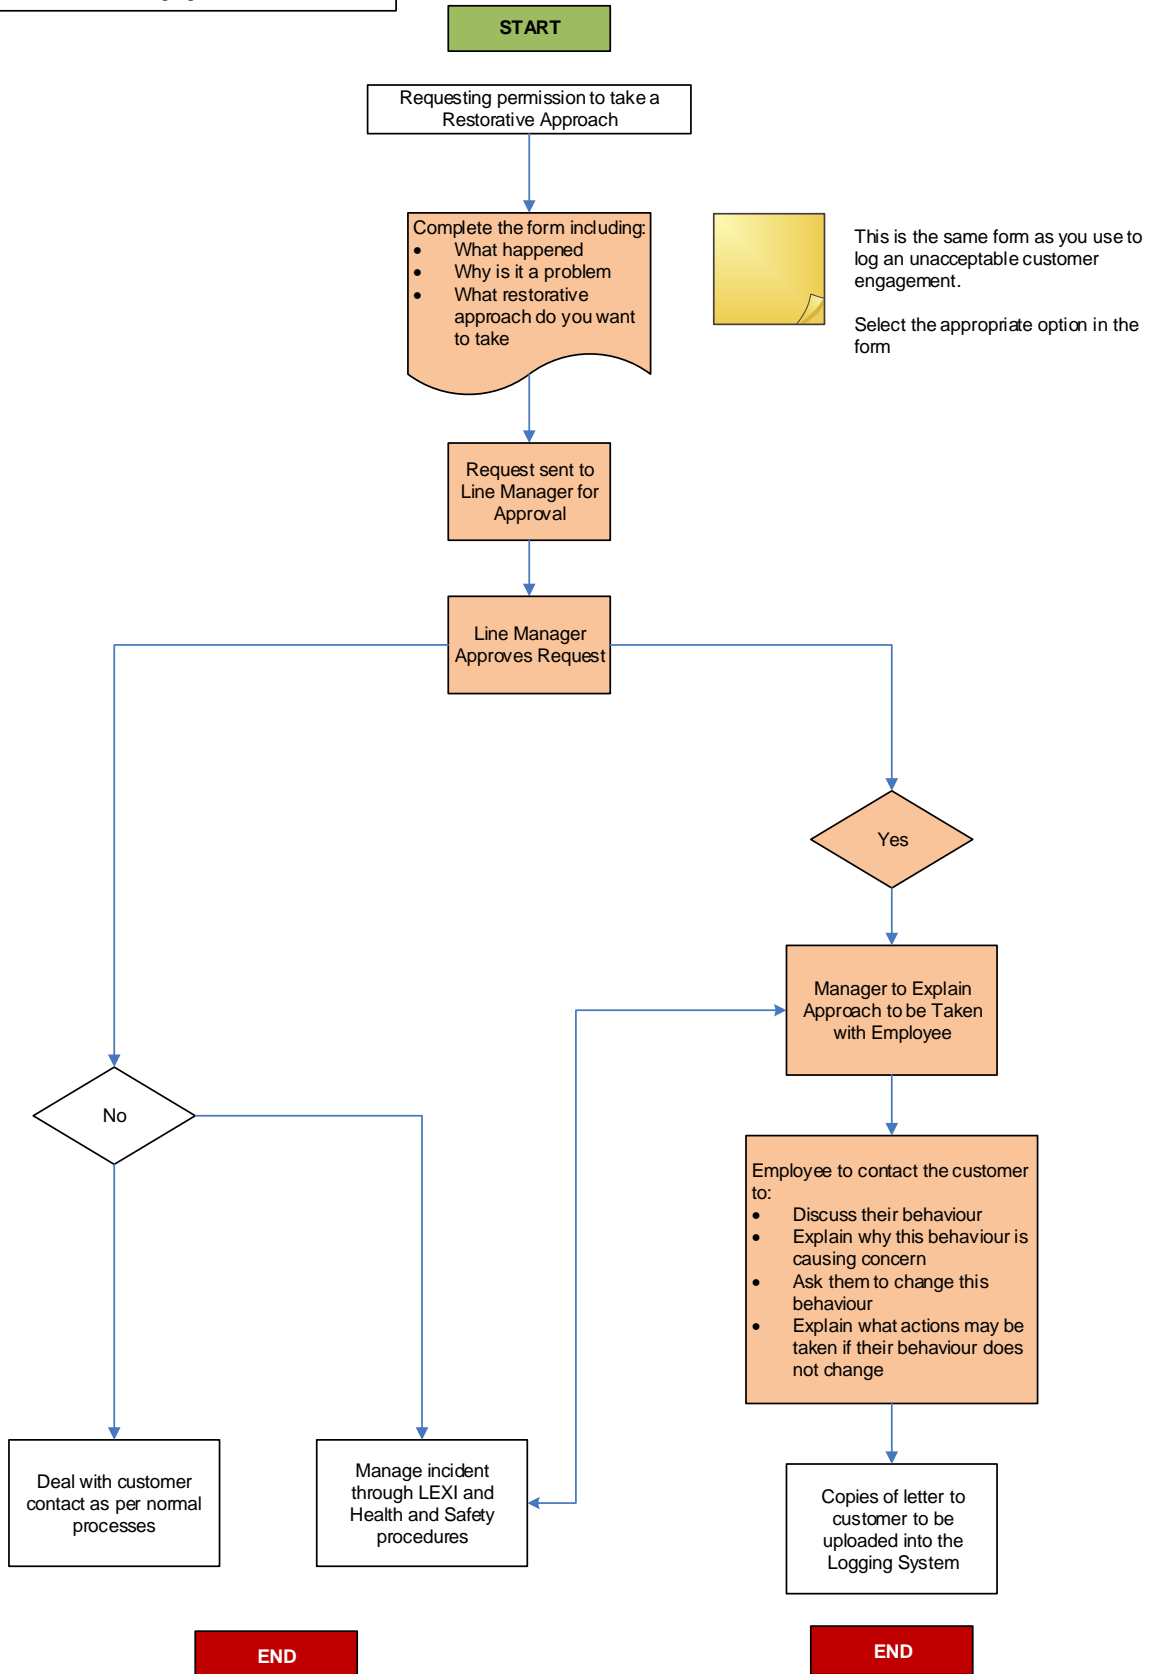 START
Requesting permission to take a
Restorative Approach
Complete the form including:
• What happened
• Why is it a problem
• What restorative
approach do you want
to take
This is the same form as you use to
log an unacceptable customer
engagement.
Select the appropriate option in the
form
Request sent to
Line Manager for
Approval
Line Manager
Approves Request
Yes
Manager to Explain
Approach to be Taken
with Employee
No
Employee to contact the customer
to:
• Discuss their behaviour
• Explain why this behaviour is
causing concern
• Ask them to change this
behaviour
• Explain what actions may be
taken if their behaviour does
not change
Deal with customer
contact as per normal
processes
Manage incident
through LEXI and
Health and Safety
procedures
Copies of letter to
customer to be
uploaded into the
Logging System
END
END